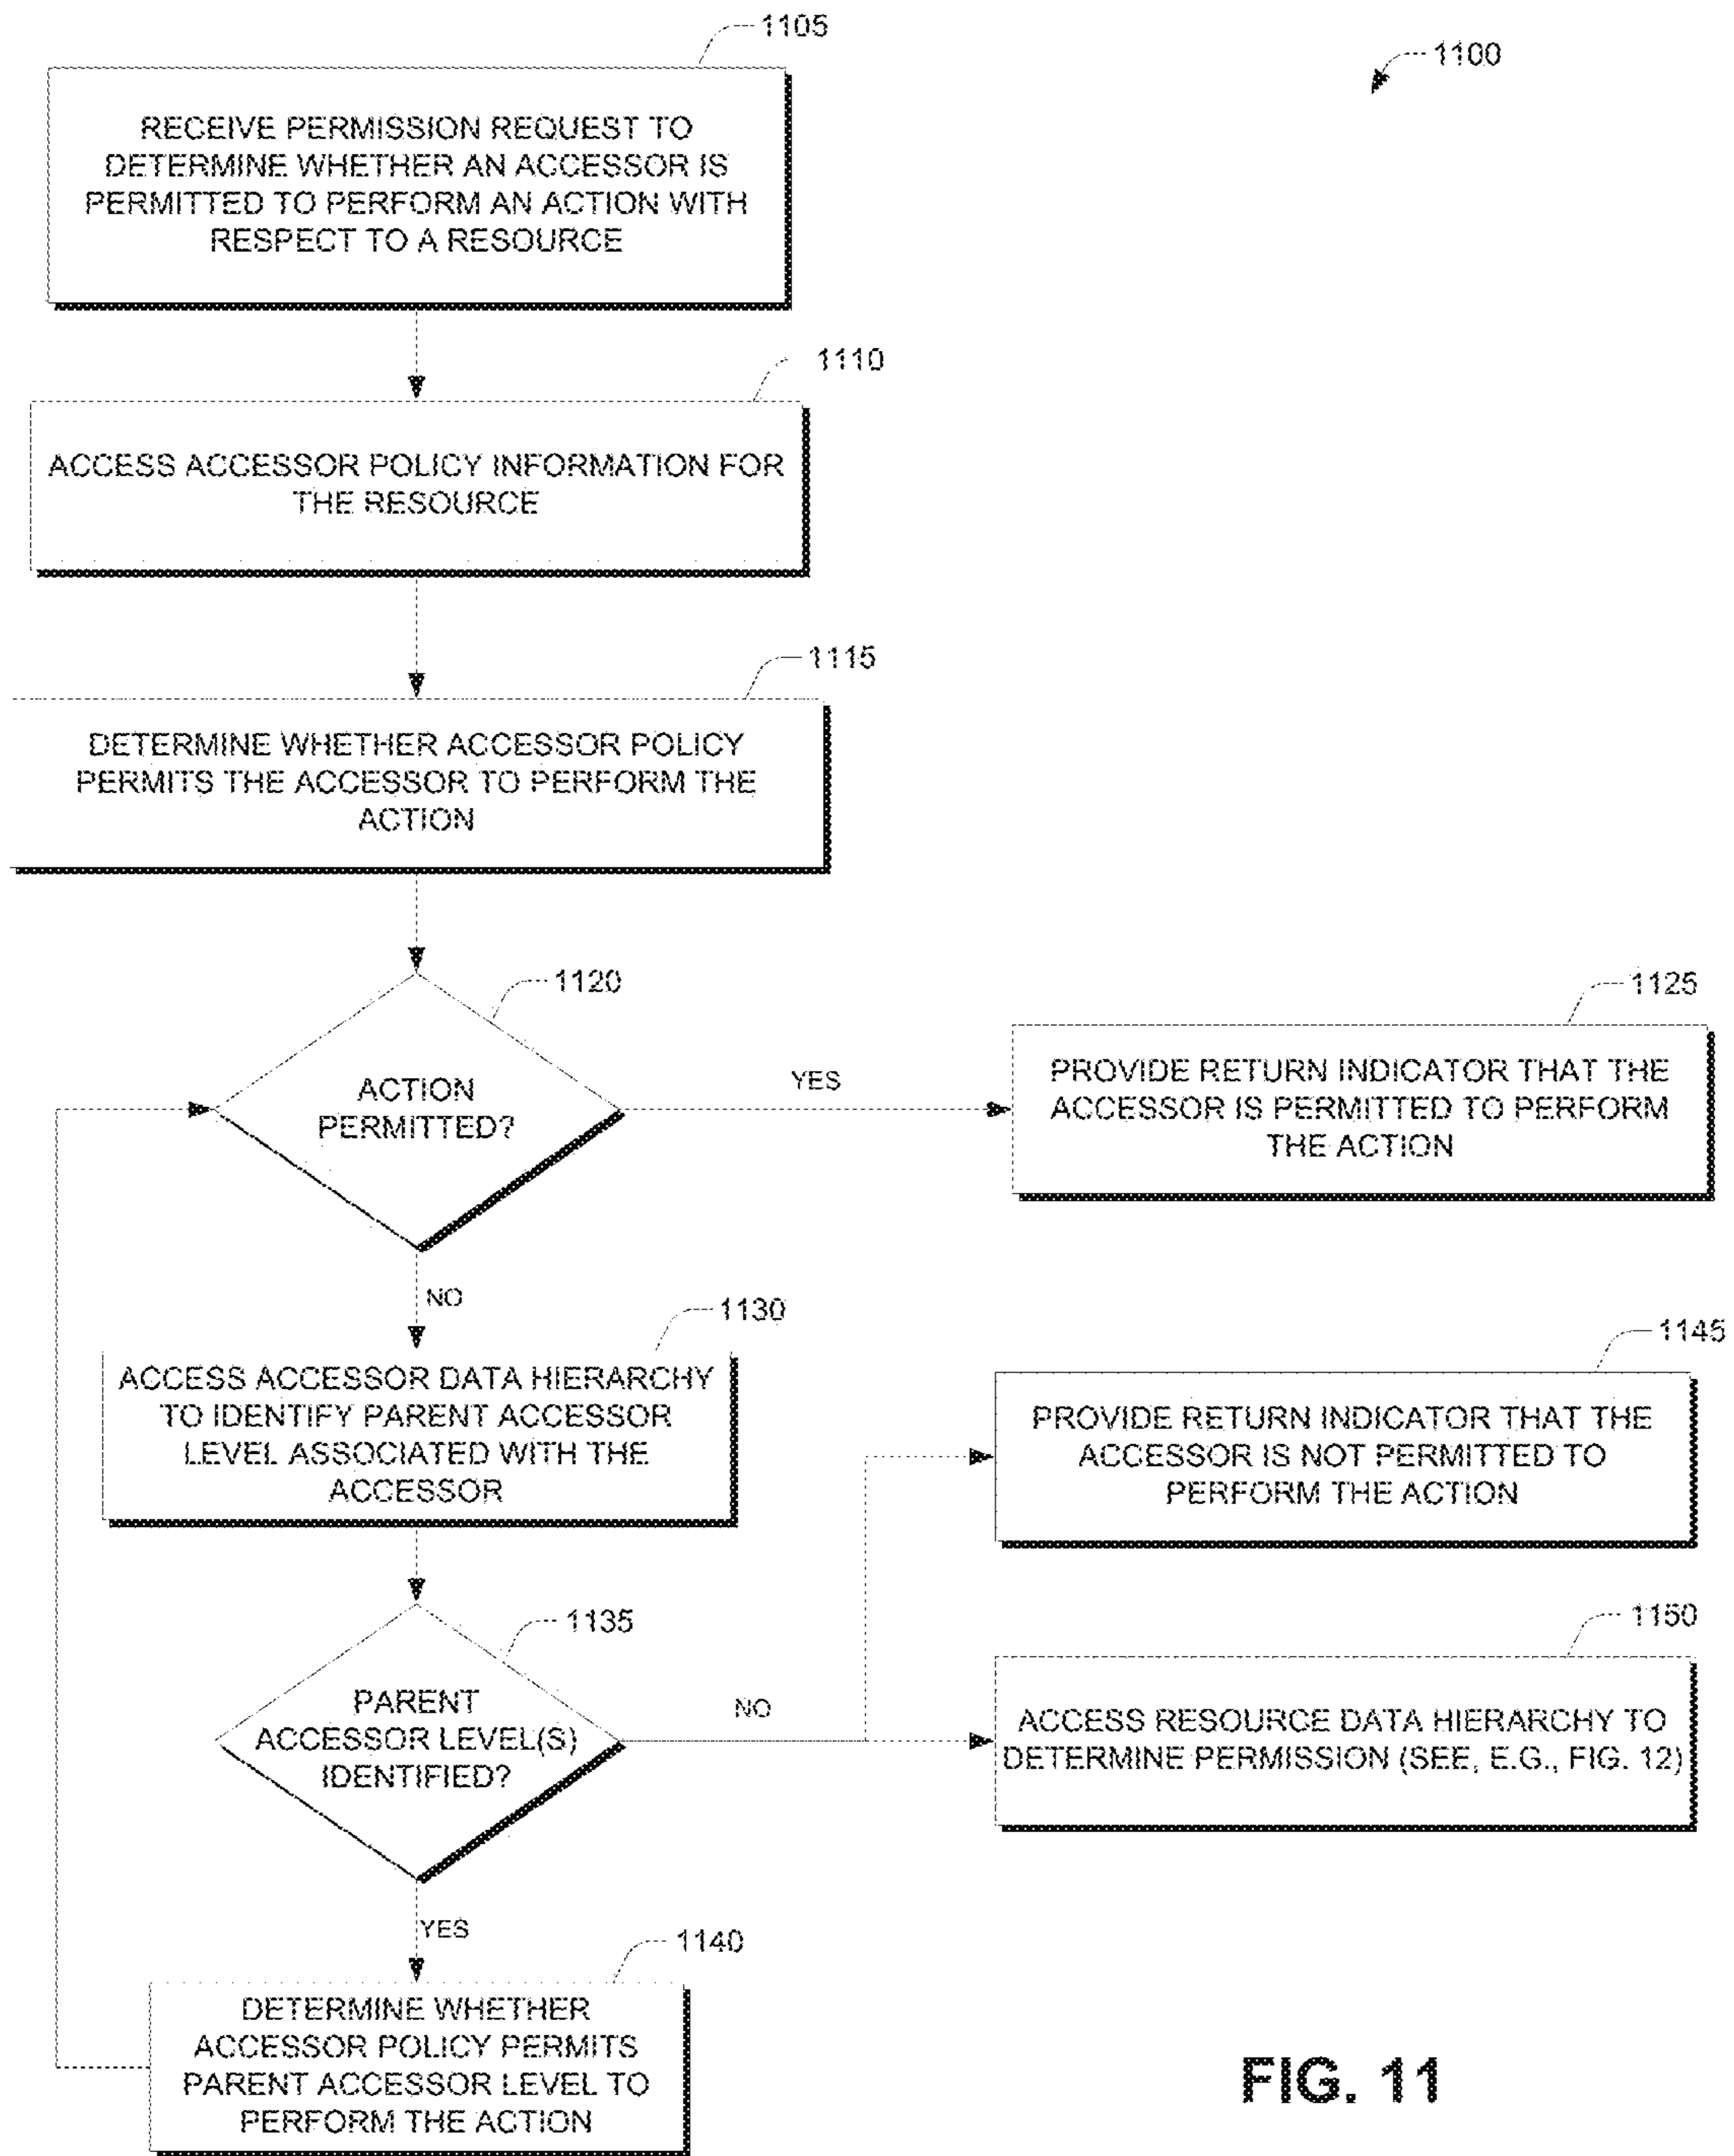 1105
1100
RECEIVE PERMISSION REQUEST TO
DETERMINE WHETHER AN ACCESSOR IS
PERMITTED TO PERFORM AN ACTION WITH
RESPECT TO A RESOURCE
1110
ACCESS ACCESSOR POLICY INFORMATION FOR
THE RESOURCE
1115
DETERMINE WHETHER ACCESSOR POLICY
PERMITS THE ACCESSOR TO PERFORM THE
ACTION
1120
ACTION
PERMITTED?
YES
1125
PROVIDE RETURN INDICATOR THAT THE
ACCESSOR IS PERMITTED TO PERFORM
THE ACTION
NO
1130
ACCESS ACCESSOR DATA HIERARCHY
TO IDENTIFY PARENT ACCESSOR
LEVEL ASSOCIATED WITH THE
ACCESSOR
1145
PROVIDE RETURN INDICATOR THAT THE
ACCESSOR IS NOT PERMITTED TO
PERFORM THE ACTION
1135
PARENT
ACCESSOR LEVEL(S)
IDENTIFIED?
NO
1150
ACCESS RESOURCE DATA HIERARCHY TO
DETERMINE PERMISSION (SEE, E.G., FIG. 12)
YES
1140
DETERMINE WHETHER
ACCESSOR POLICY PERMITS
PARENT ACCESSOR LEVEL TO
PERFORM THE ACTION
FIG. 11